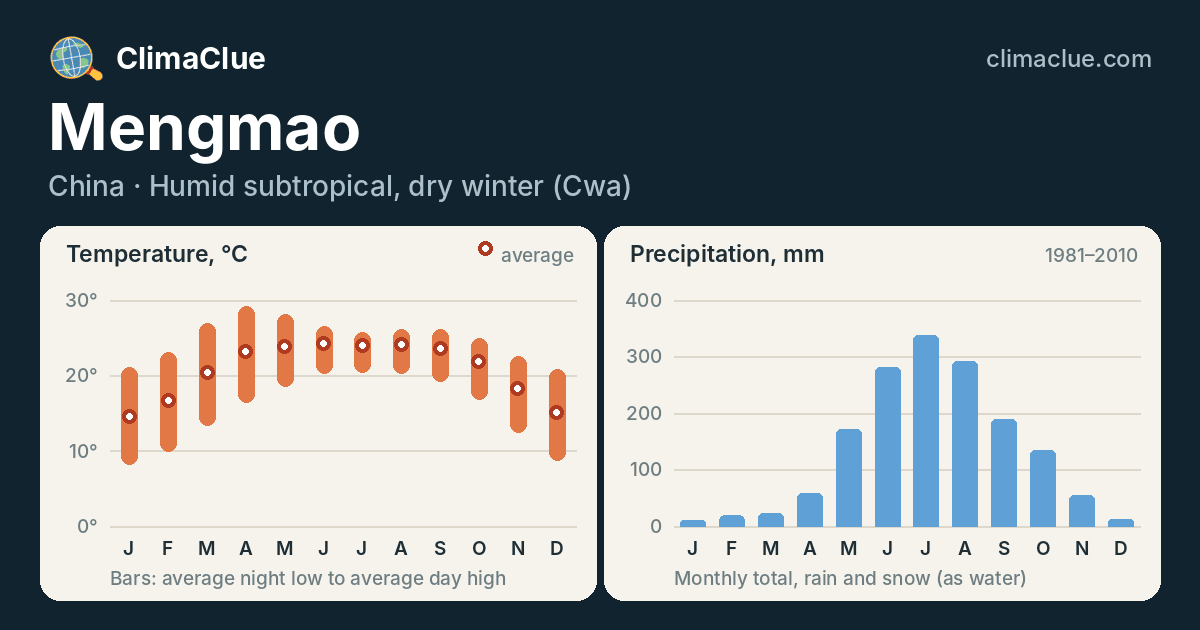 ClimaClue
climaclue.com
Mengmao
China · Humid subtropical, dry winter (Cwa)
Temperature, °C
average
30°
20°
10°
0°
J F M A M J J A S O N D
Bars: average night low to average day high
Precipitation, mm
1981–2010
400
300
200
100
0
J F M A M J J A S O N D
Monthly total, rain and snow (as water)